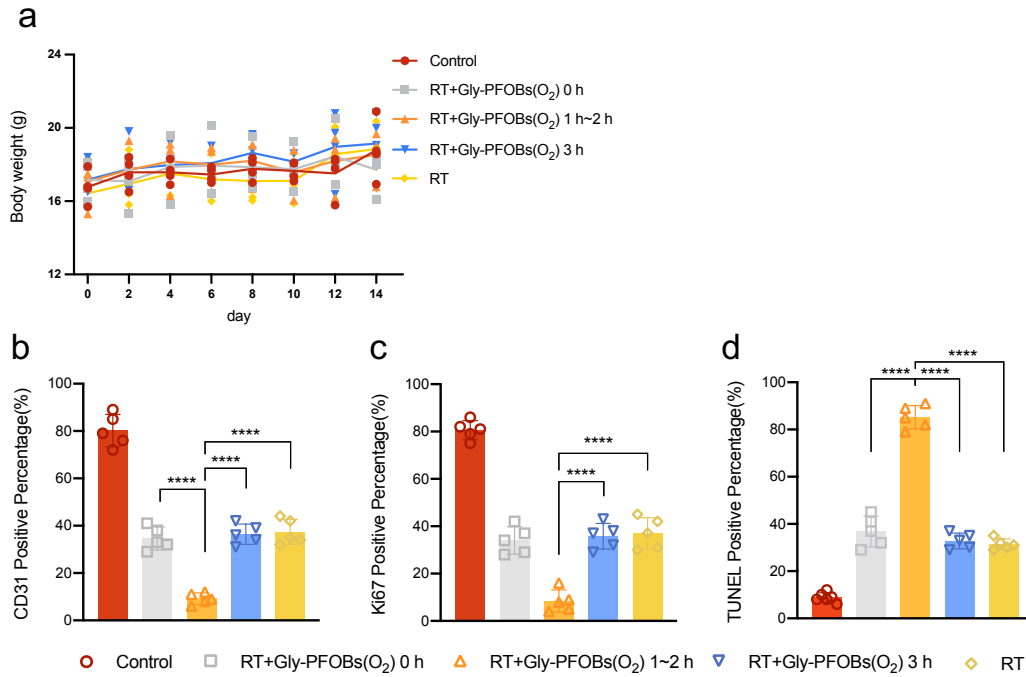 a
Body weight (g)
24
20
16
12
0 2 4 6 8 10 12 14
day
Control
RT+Gly-PFOBs(O₂) 0 h
RT+Gly-PFOBs(O₂) 1 h~2 h
RT+Gly-PFOBs(O₂) 3 h
RT
b
CD31 Positive Percentage(%)
100
80
60
40
20
0
****
****
****
c
Ki67 Positive Percentage(%)
100
80
60
40
20
0
****
****
d
TUNEL Positive Percentage(%)
100
80
60
40
20
0
****
**** ****
Control RT+Gly-PFOBs(O₂) 0 h RT+Gly-PFOBs(O₂) 1~2 h RT+Gly-PFOBs(O₂) 3 h RT